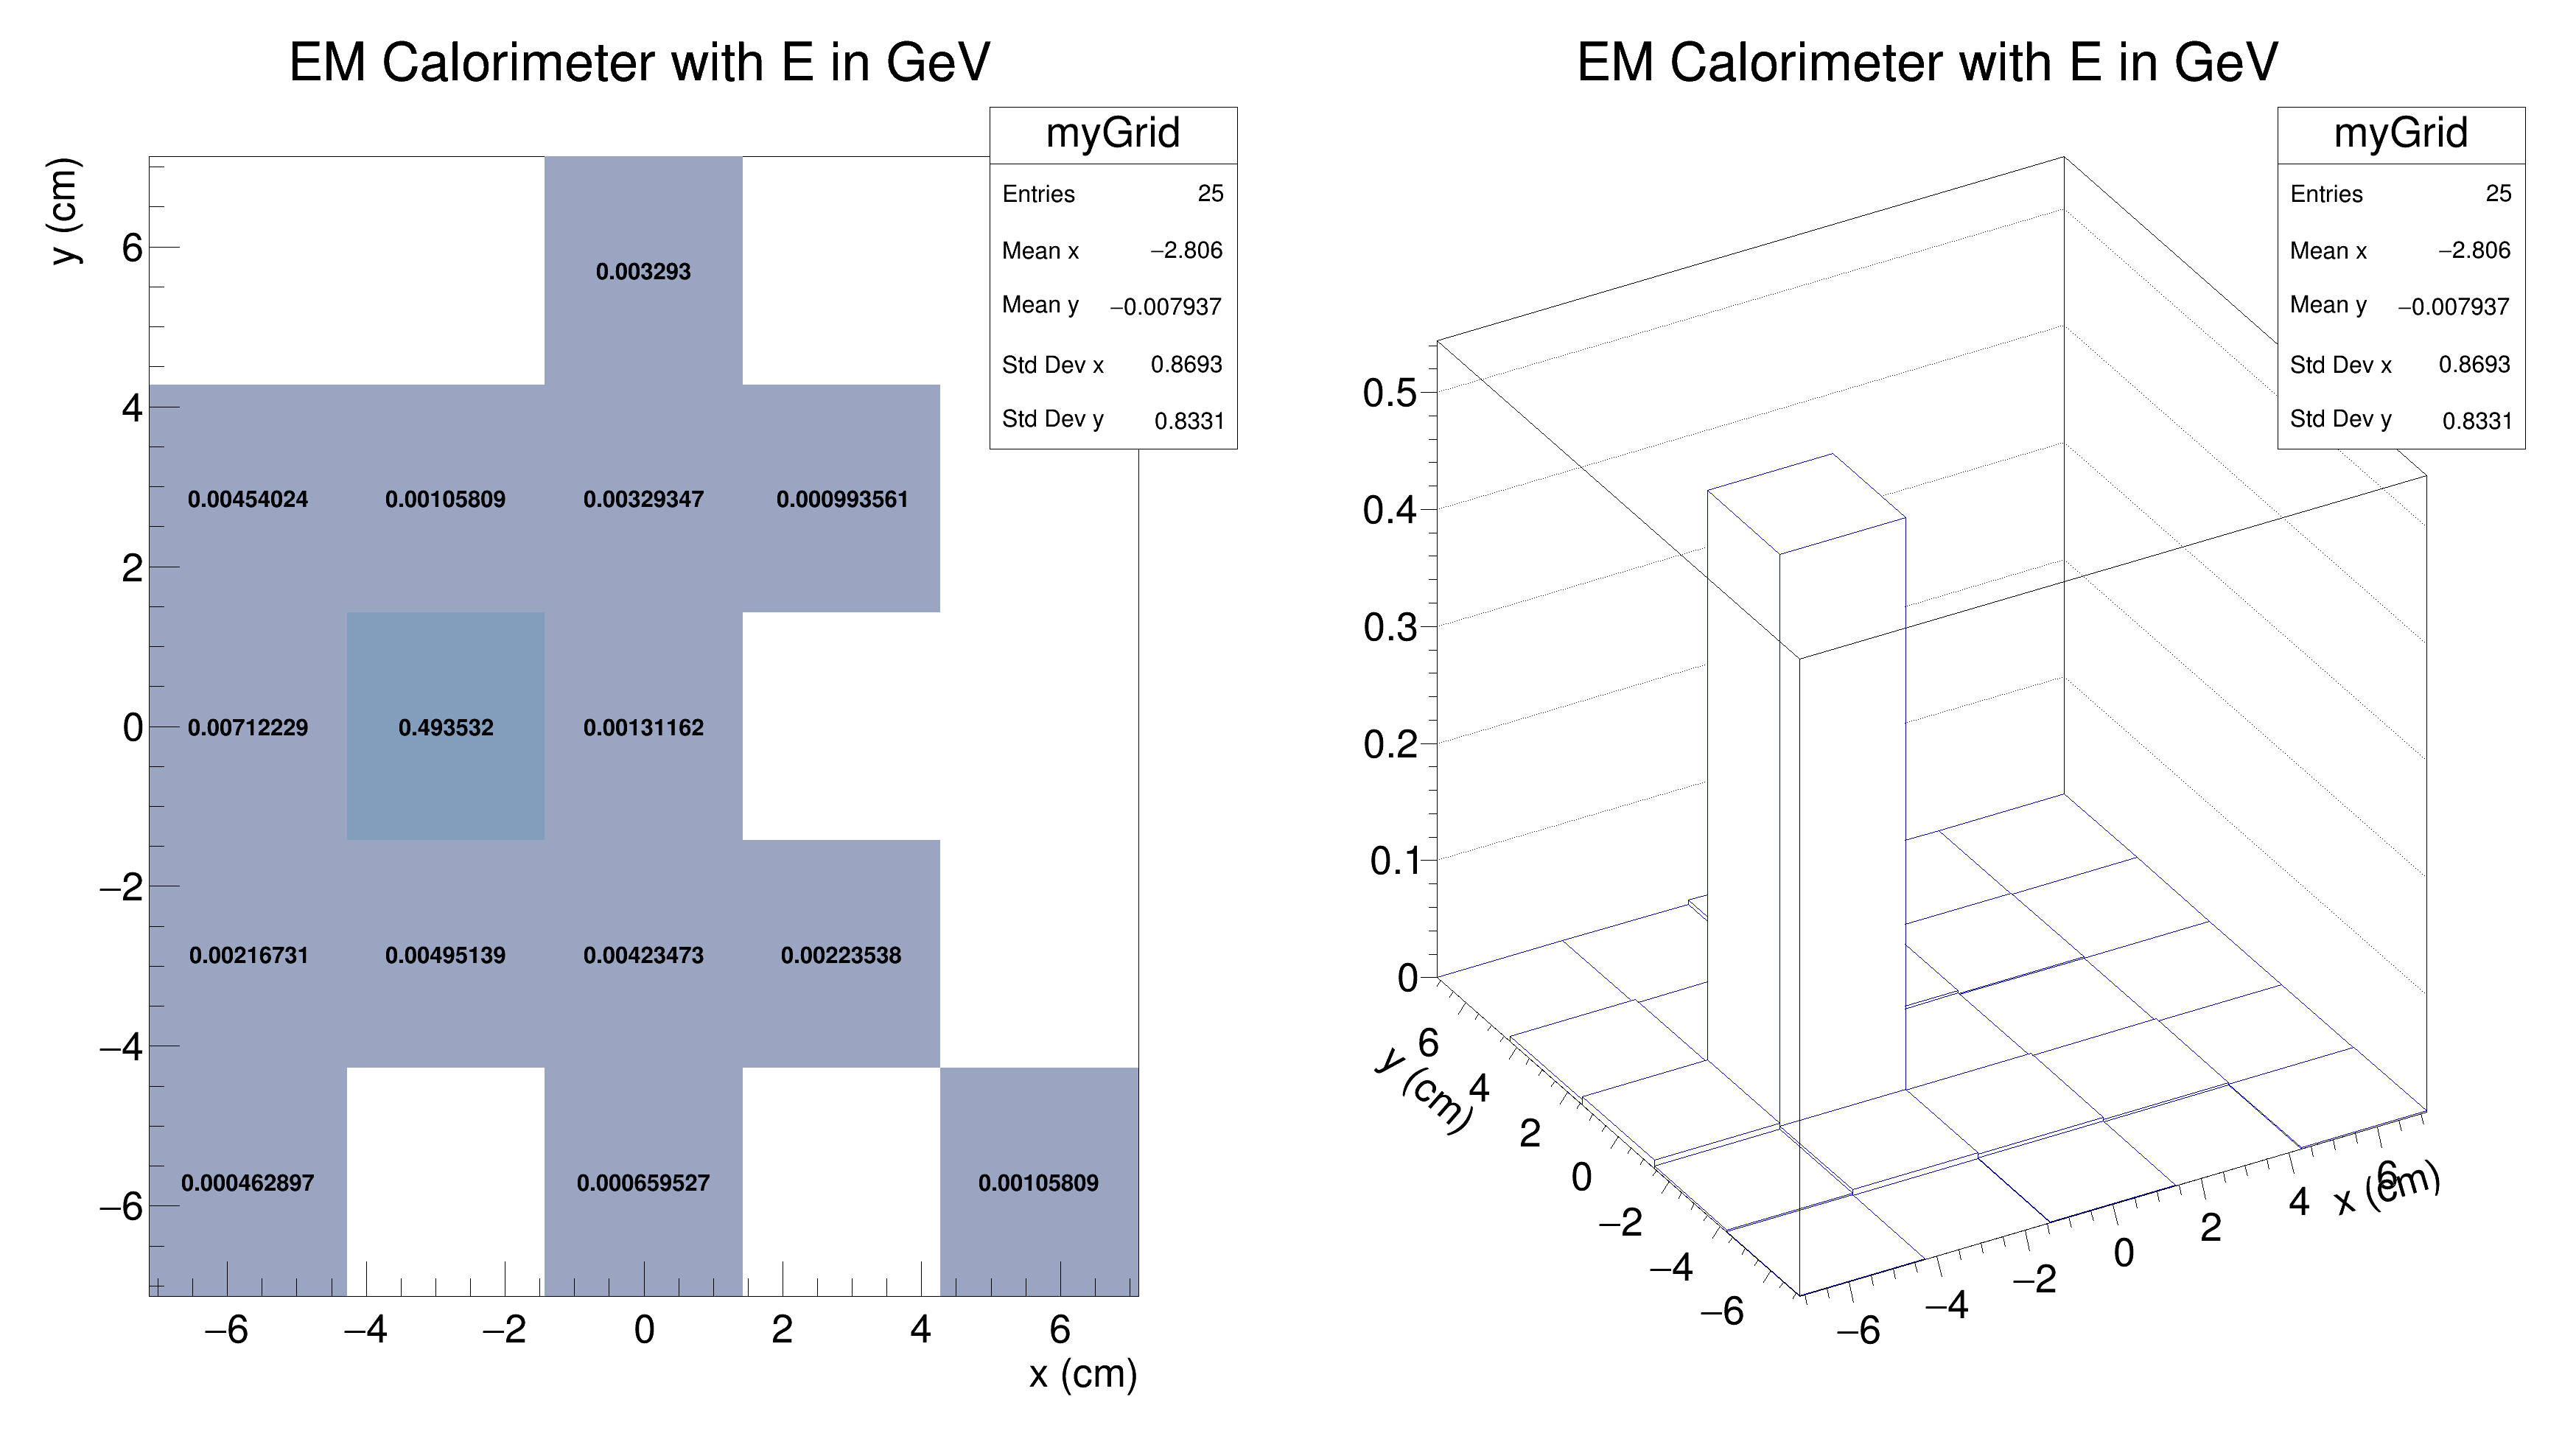 EM Calorimeter with E in GeV
y (cm)
myGrid
Entries 25
Mean x −2.806
Mean y −0.007937
Std Dev x 0.8693
Std Dev y 0.8331
6
4
2
0
−2
−4
−6
0.003293
0.00454024 0.00105809 0.00329347 0.000993561
0.00712229 0.493532 0.00131162
0.00216731 0.00495139 0.00423473 0.00223538
0.000462897 0.000659527 0.00105809
−6 −4 −2 0 2 4 6
x (cm)
EM Calorimeter with E in GeV
myGrid
Entries 25
Mean x −2.806
Mean y −0.007937
Std Dev x 0.8693
Std Dev y 0.8331
0.5
0.4
0.3
0.2
0.1
0
y (cm)
6
4
2
0
−2
−4
−6
−6
−4
−2
0
2
4
6
x (cm)